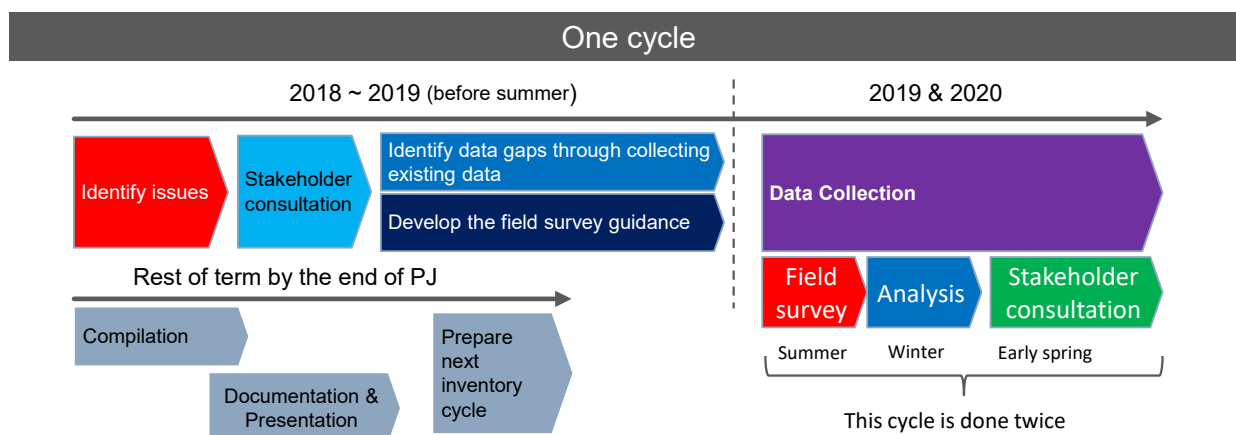 One cycle
2018 ~ 2019 (before summer)
2019 & 2020
Identify issues
Stakeholder
consultation
Identify data gaps through collecting
existing data
Develop the field survey guidance
Data Collection
Rest of term by the end of PJ
Compilation
Documentation &
Presentation
Prepare
next
inventory
cycle
Field
survey
Analysis
Stakeholder
consultation
Summer
Winter
Early spring
This cycle is done twice